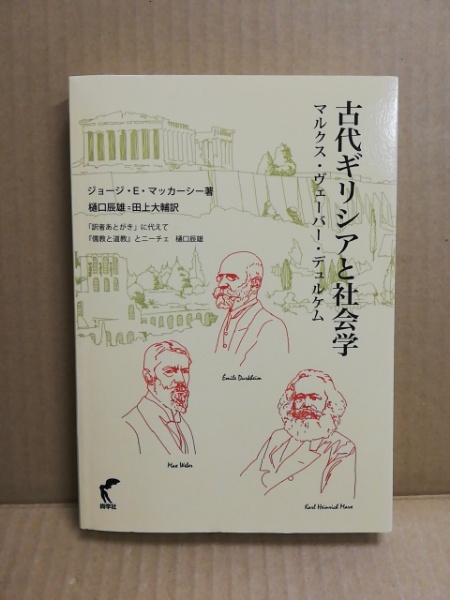 古代ギリシアと社会学
マルクス・ヴェーバー・デュルケム
ジョージ・E・マッカーシー著
樋口辰雄=田上大輔訳
「訳者あとがき」に代えて
『儒教と道教』とニーチェ 樋口辰雄
Emile Durkheim
Max Weber
Karl Heinrich Marx
尚学社